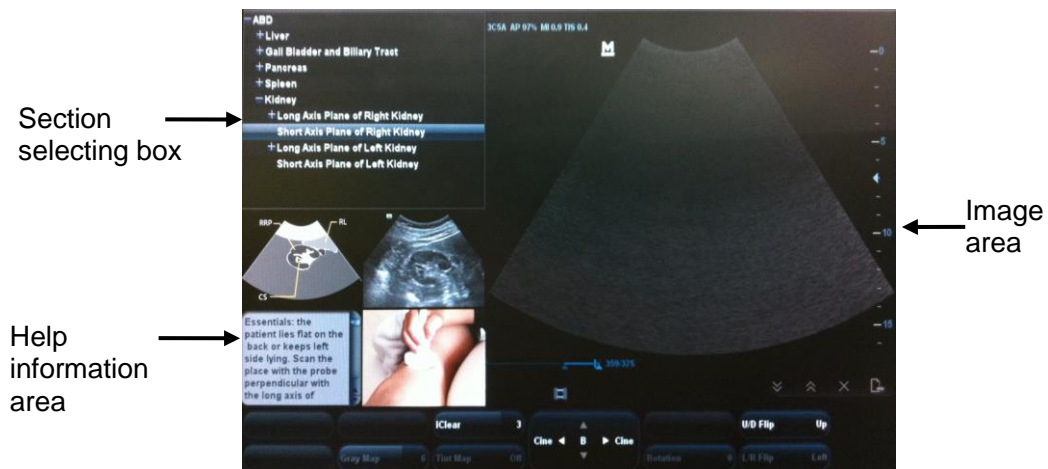 ABD
Liver
Gall Bladder and Biliary Tract
Pancreas
Spleen
Kidney
Long Axis Plane of Right Kidney
Short Axis Plane of Right Kidney
Long Axis Plane of Left Kidney
Short Axis Plane of Left Kidney
3C5A AP 97% MI 0.9 TIS 0.4
M
0
5
10
15
Section
selecting box
Image
area
RRP
RL
CS
Help
information
area
Essentials: the
patient lies flat on the
back or keeps left
side lying. Scan the
place with the probe
perpendicular with
the long axis of
359/375
iClear 3
U/D Flip Up
Cine B Cine
Gray Map 6
Tint Map Off
Rotation 0
L/R Flip Left